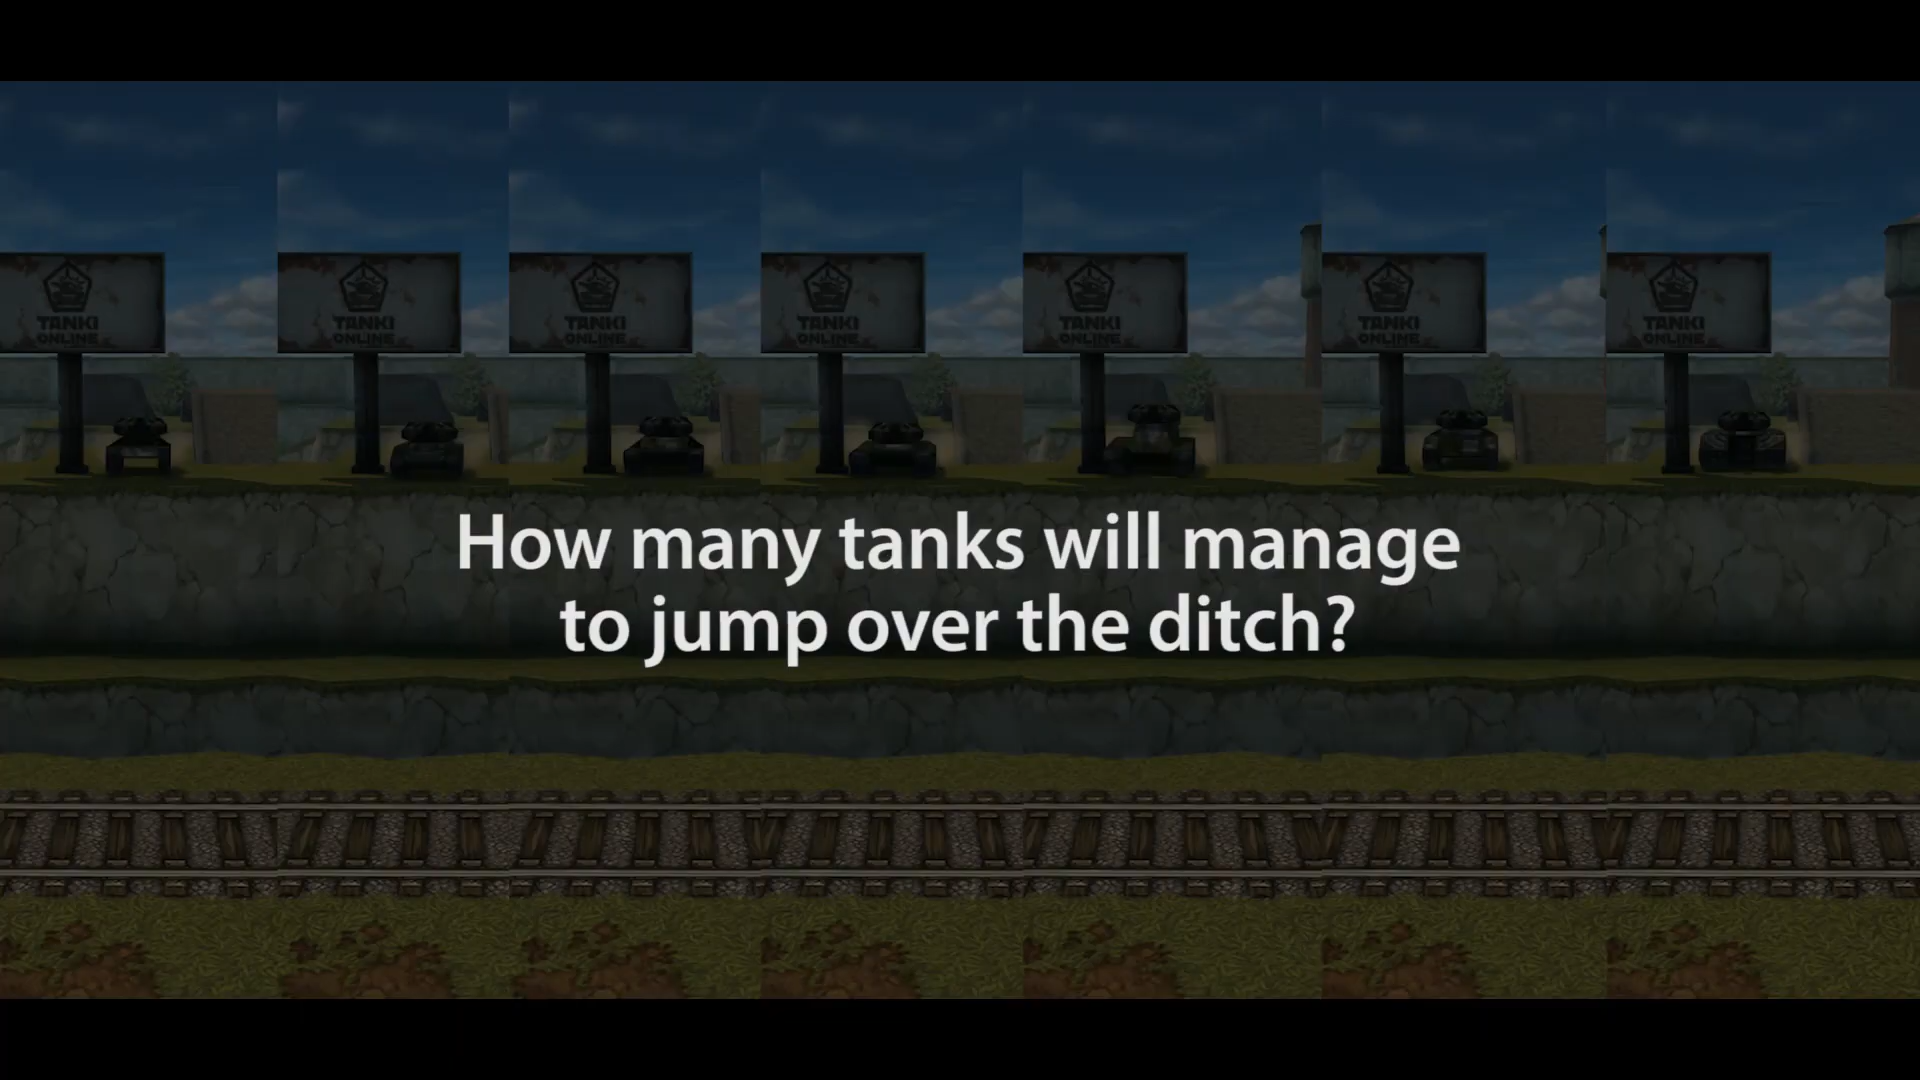 TANKI TANKI TANKI TANKI TANKI TANKI TANKI
ONLINE ONLINE ONLINE ONLINE ONLINE ONLINE ONLINE
How many tanks will manage
to jump over the ditch?